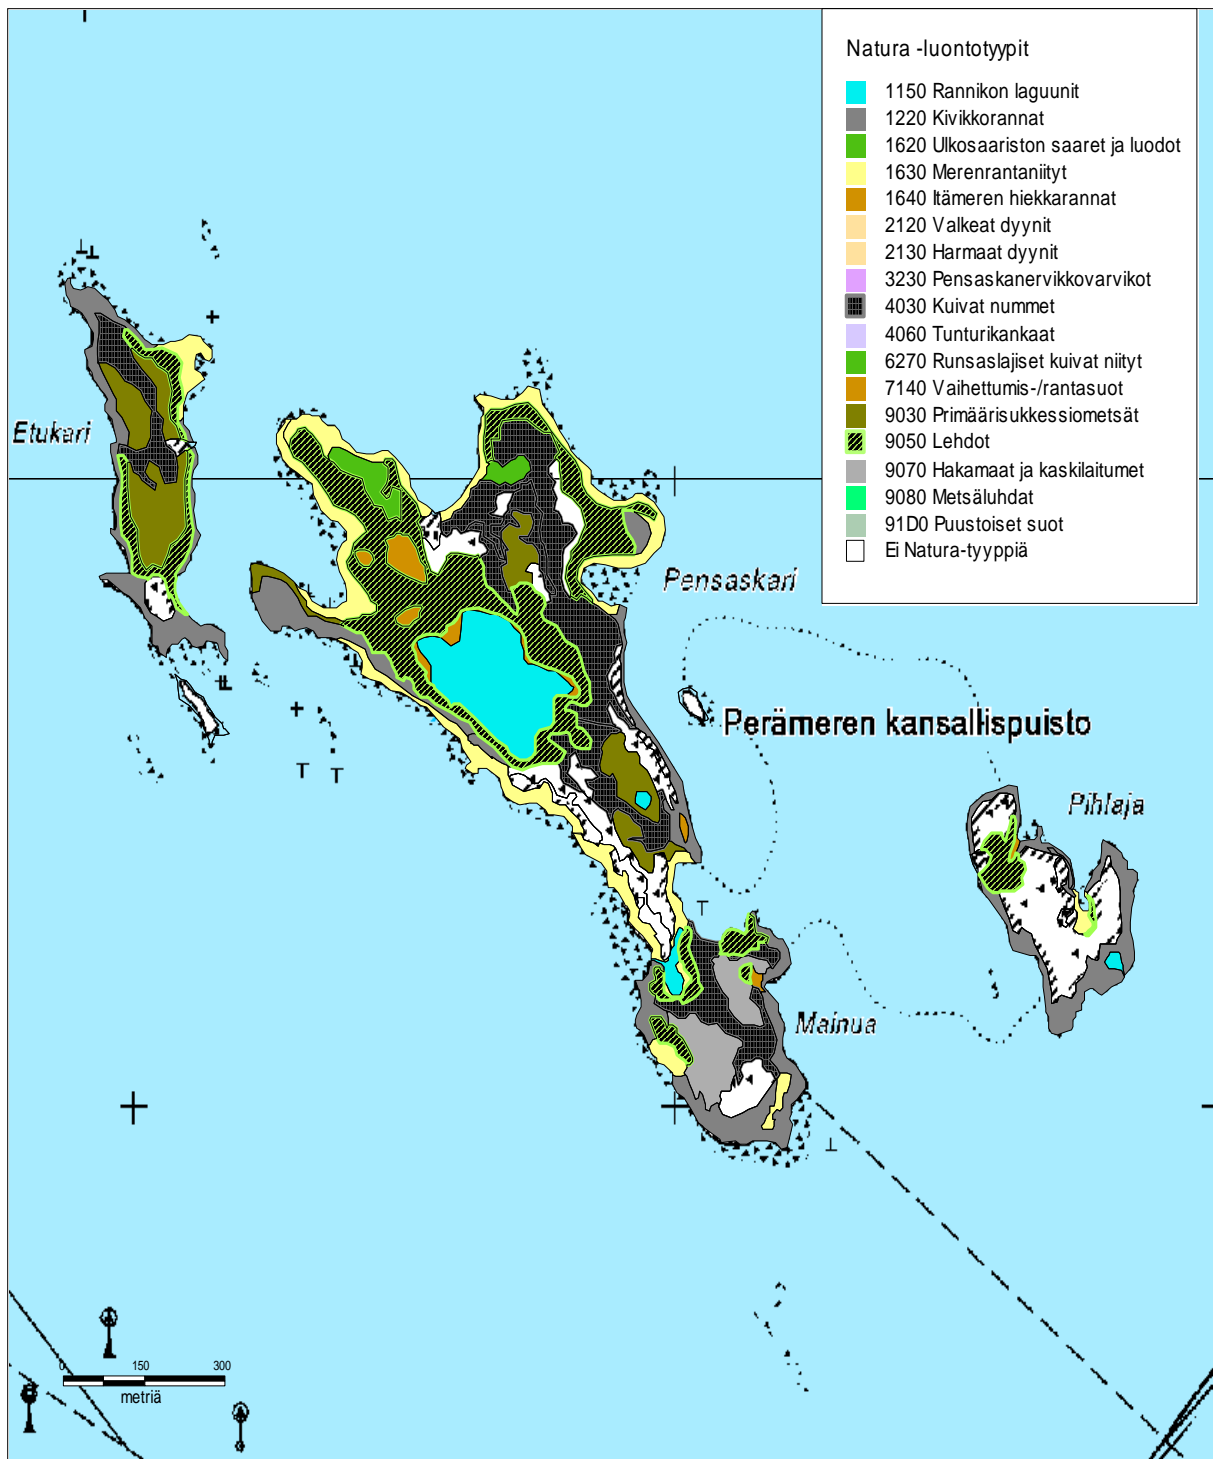 Natura -luontotyypit
1150 Rannikon laguunit
1220 Kivikkorannat
1620 Ulkosaariston saaret ja luodot
1630 Merenrantaniityt
1640 Itämeren hiekkarannat
2120 Valkeat dyynit
2130 Harmaat dyynit
3230 Pensaskanervikkovarvikot
4030 Kuivat nummet
4060 Tunturikankaat
6270 Runsaslajiset kuivat niityt
7140 Vaihettumis-/rantasuot
9030 Primäärisukkessiometsät
9050 Lehdot
9070 Hakamaat ja kaskilaitumet
9080 Metsäluhdat
91D0 Puustoiset suot
Ei Natura-tyyppiä
Etukari
Pensaskari
Perämeren kansallispuisto
Pihlaja
Mainua
0 150 300
metriä